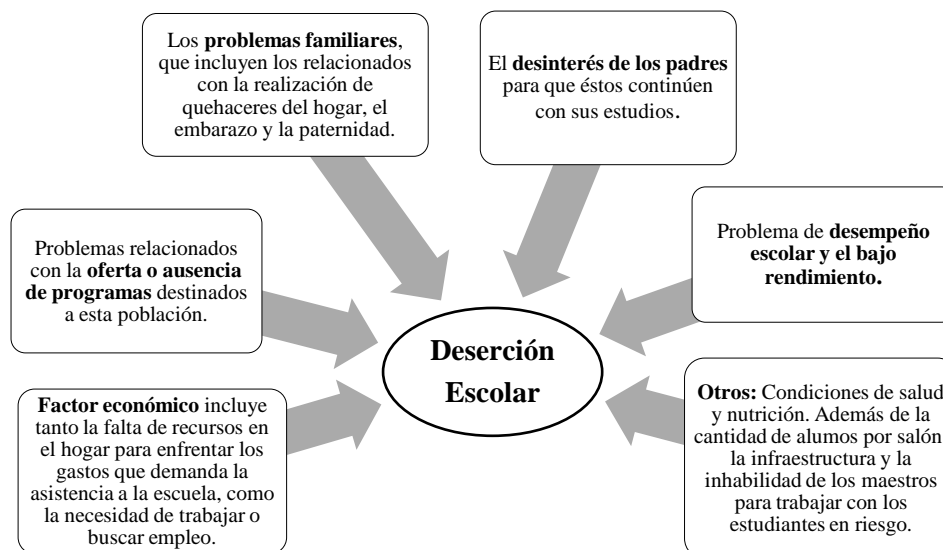 Los problemas familiares,
que incluyen los relacionados
con la realización de
quehaceres del hogar, el
embarazo y la paternidad.
El desinterés de los padres
para que éstos continúen
con sus estudios.
Problemas relacionados
con la oferta o ausencia
de programas destinados
a esta población.
Problema de desempeño
escolar y el bajo
rendimiento.
Deserción
Escolar
Factor económico incluye
tanto la falta de recursos en
el hogar para enfrentar los
gastos que demanda la
asistencia a la escuela, como
la necesidad de trabajar o
buscar empleo.
Otros: Condiciones de salud
y nutrición. Además de la
cantidad de alumos por salón
la infraestructura y la
inhabilidad de los maestros
para trabajar con los
estudiantes en riesgo.